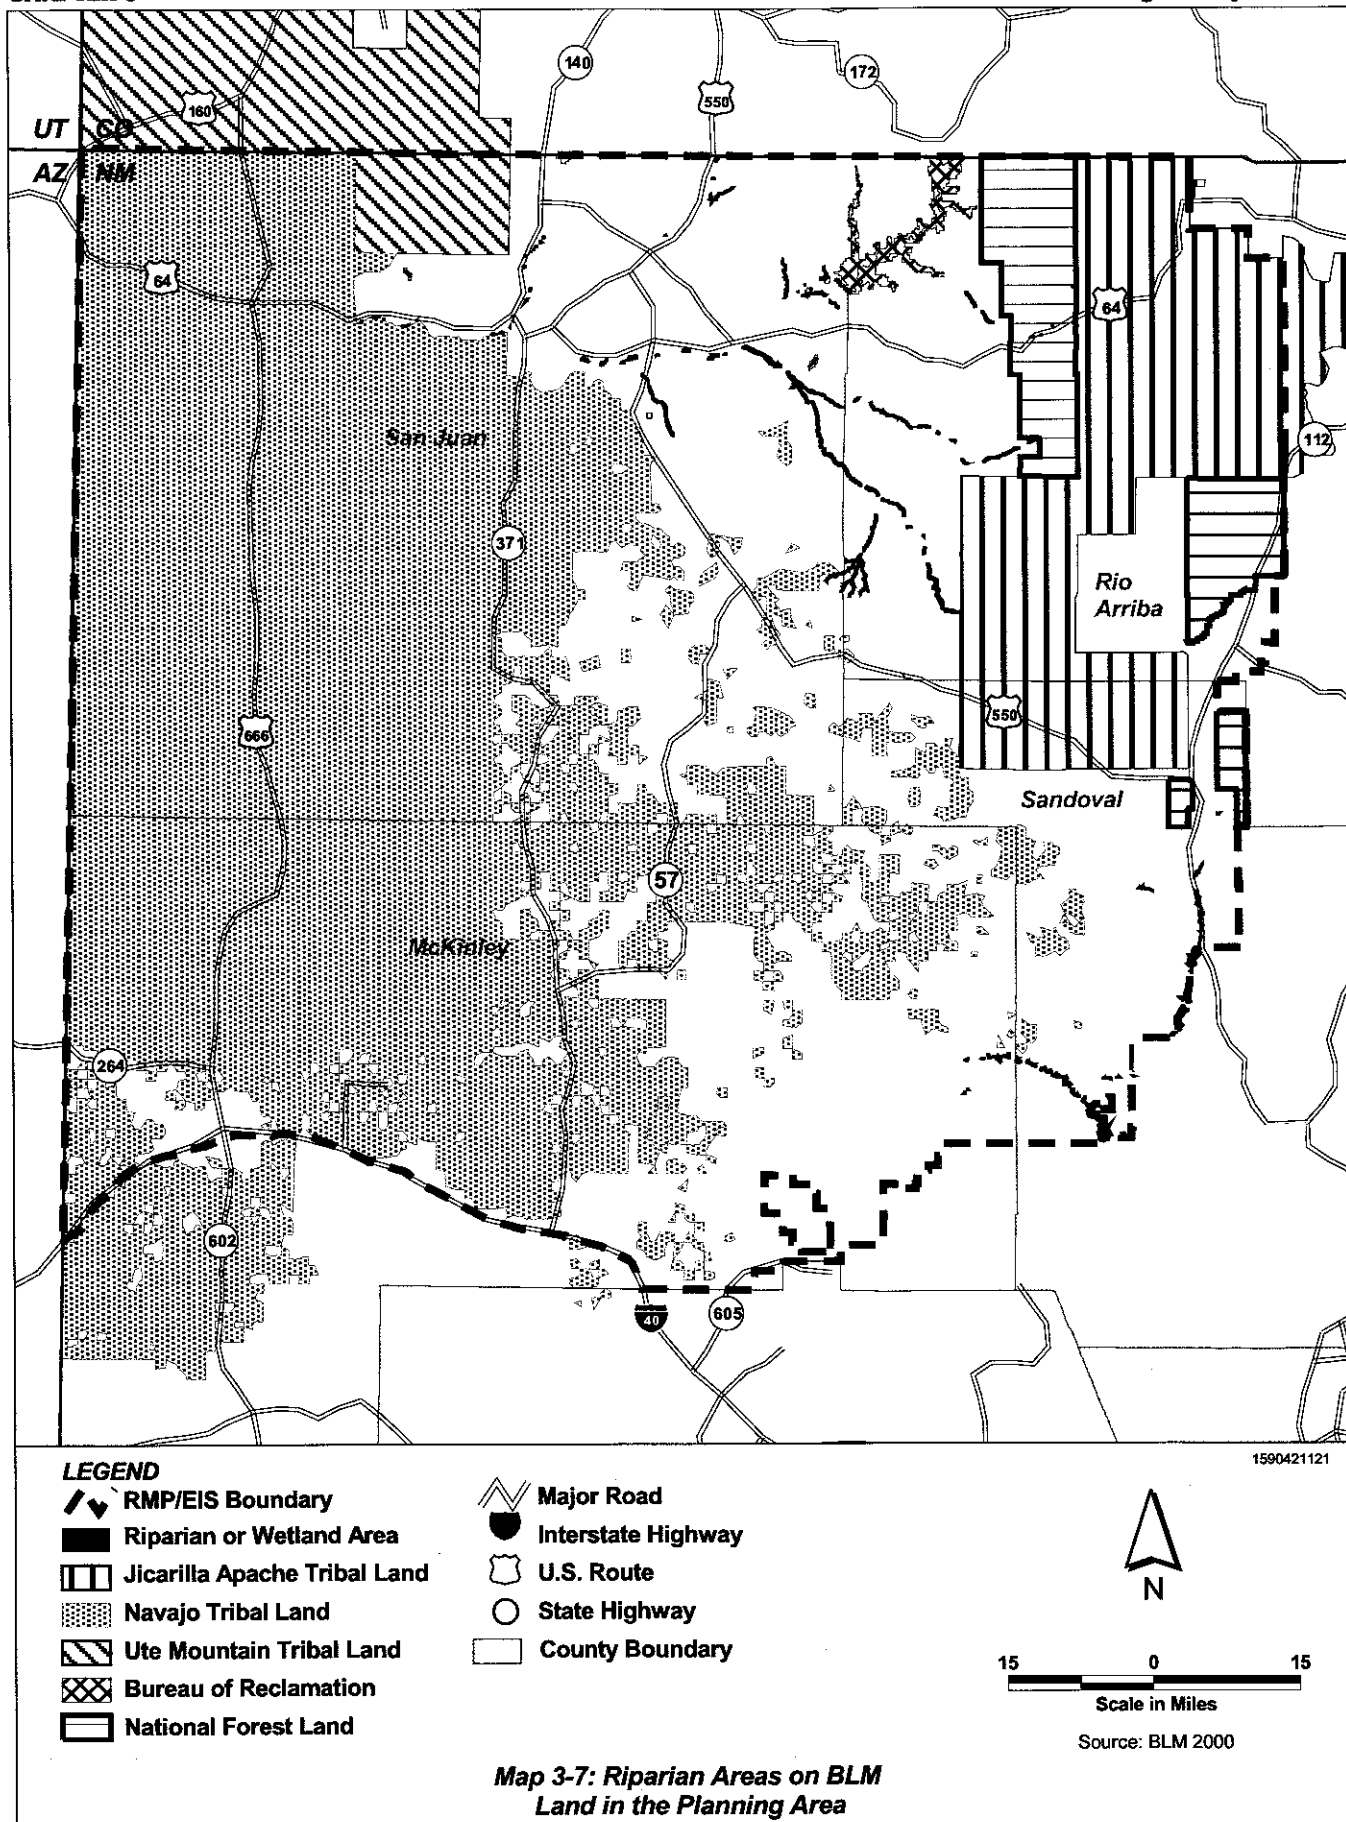 140
172
550
160
UT CO
AZ NM
64
64
San Juan
112
371
Rio
Arriba
666
550
Sandoval
57
McKinley
264
602
40
605
1590421121
LEGEND
RMP/EIS Boundary
Riparian or Wetland Area
Jicarilla Apache Tribal Land
Navajo Tribal Land
Ute Mountain Tribal Land
Bureau of Reclamation
National Forest Land
Major Road
Interstate Highway
U.S. Route
State Highway
County Boundary
N
15 0 15
Scale in Miles
Source: BLM 2000
Map 3-7: Riparian Areas on BLM
Land in the Planning Area